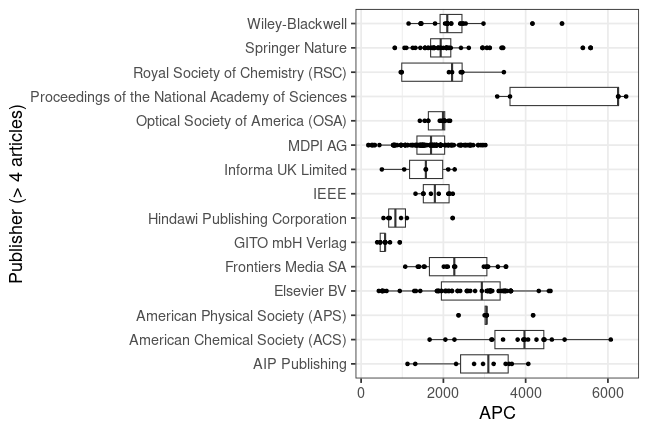 Publisher (> 4 articles)
Wiley-Blackwell
Springer Nature
Royal Society of Chemistry (RSC)
Proceedings of the National Academy of Sciences
Optical Society of America (OSA)
MDPI AG
Informa UK Limited
IEEE
Hindawi Publishing Corporation
GITO mbH Verlag
Frontiers Media SA
Elsevier BV
American Physical Society (APS)
American Chemical Society (ACS)
AIP Publishing
0 2000 4000 6000
APC